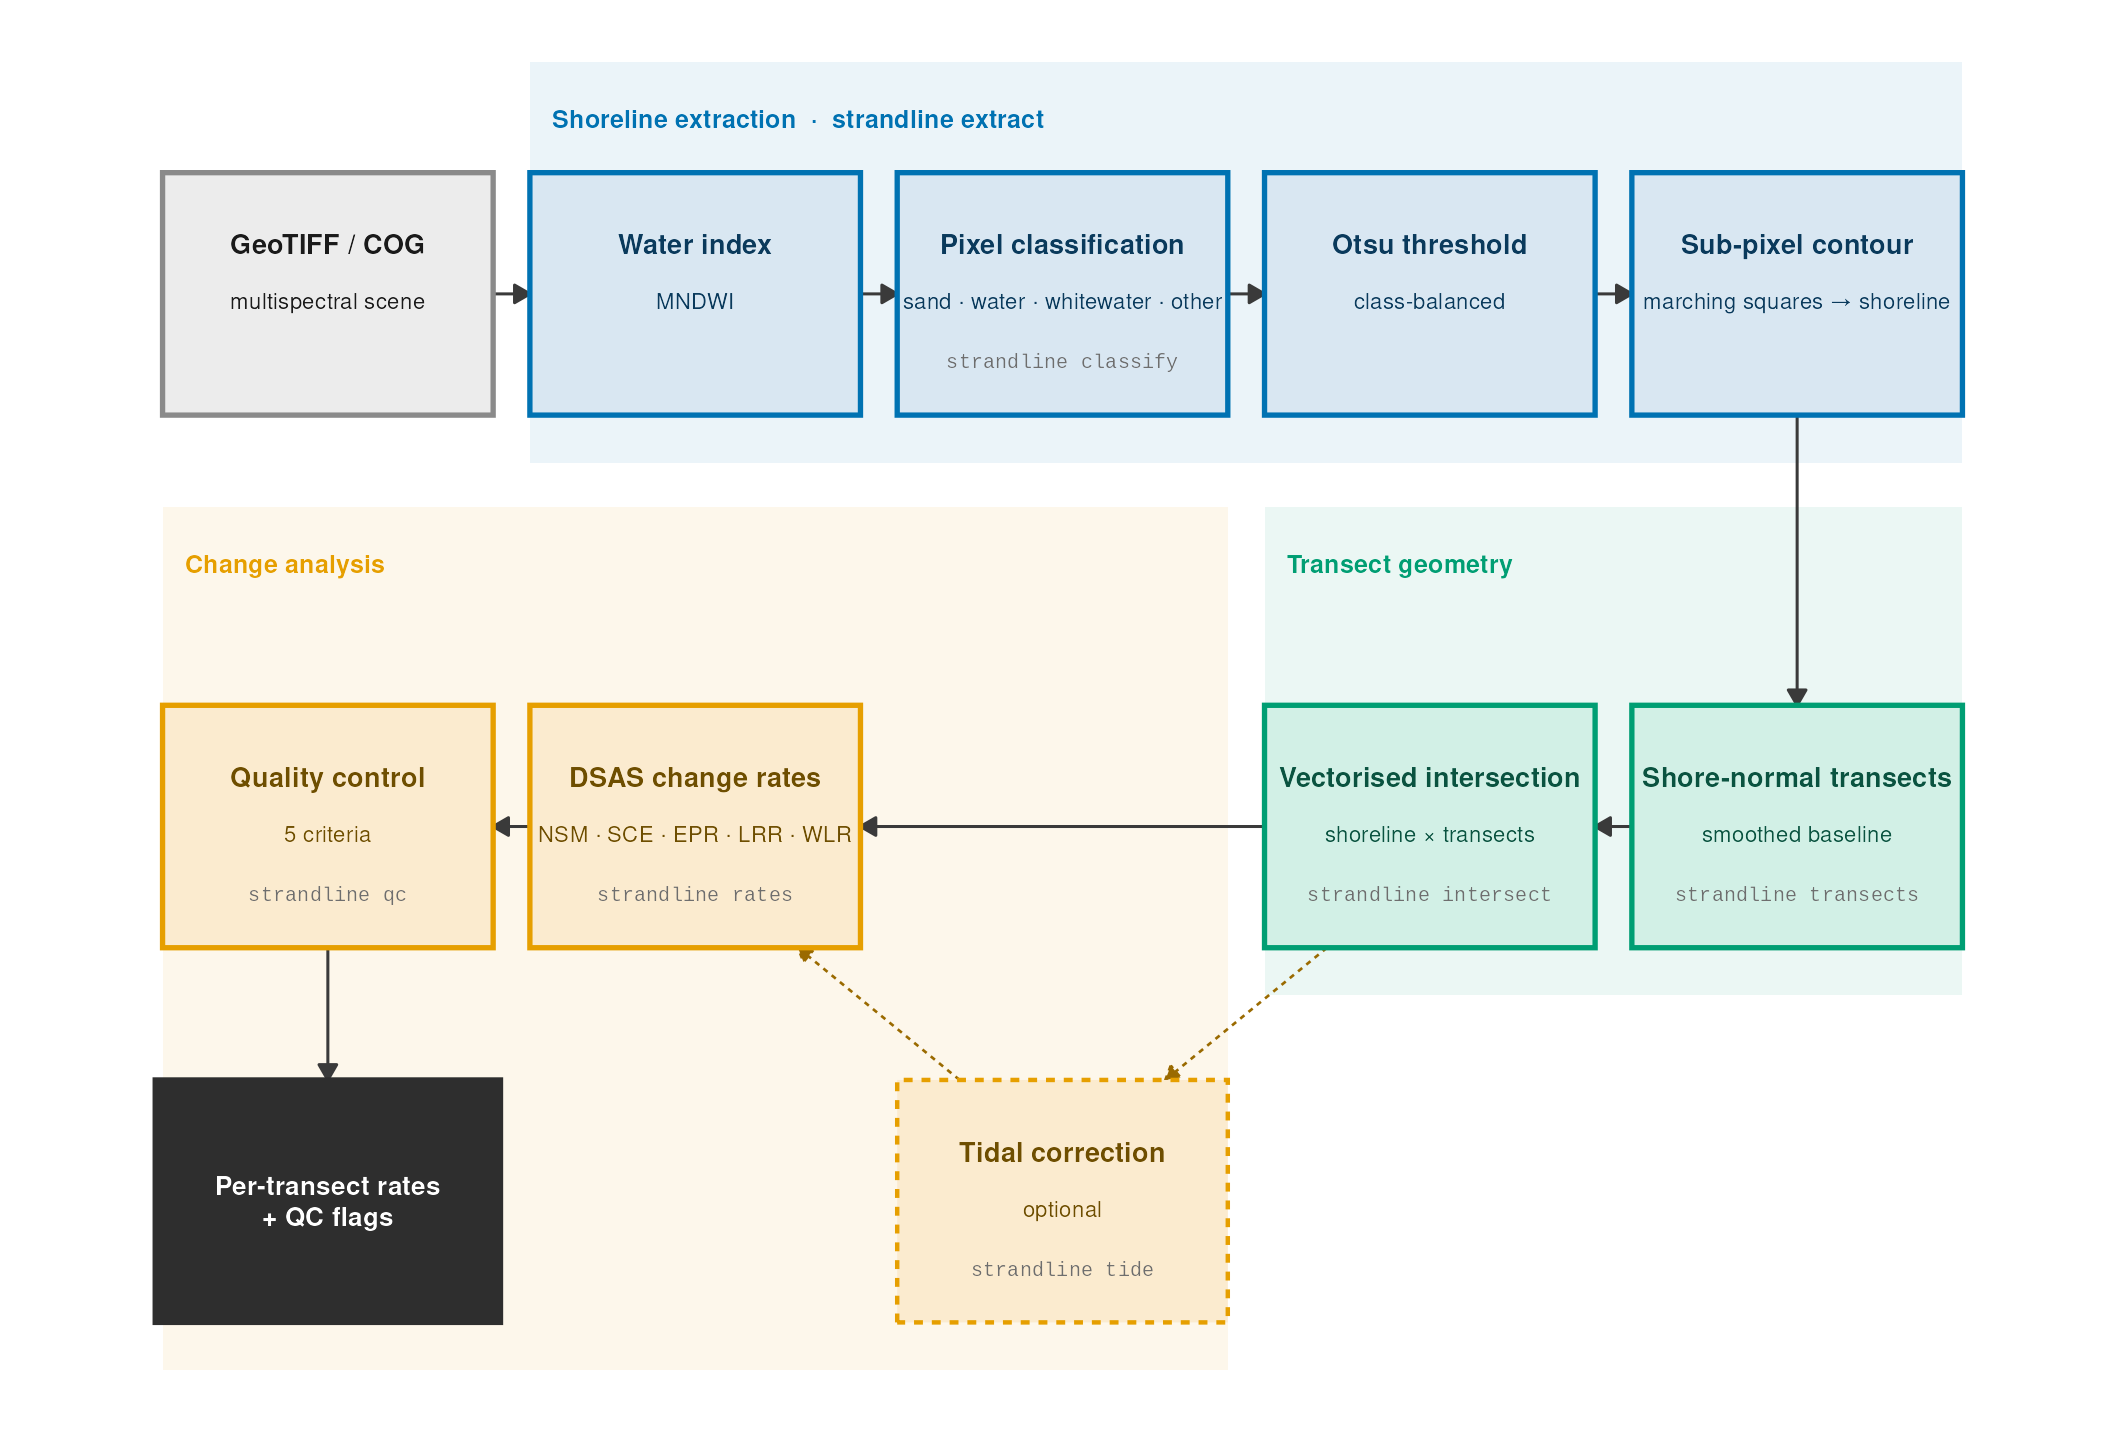 Shoreline extraction · strandline extract
GeoTIFF / COG
multispectral scene
Water index
MNDWI
Pixel classification
sand · water · whitewater · other
strandline classify
Otsu threshold
class-balanced
Sub-pixel contour
marching squares → shoreline
Change analysis
Transect geometry
Quality control
5 criteria
strandline qc
DSAS change rates
NSM · SCE · EPR · LRR · WLR
strandline rates
Vectorised intersection
shoreline × transects
strandline intersect
Shore-normal transects
smoothed baseline
strandline transects
Per-transect rates
+ QC flags
Tidal correction
optional
strandline tide